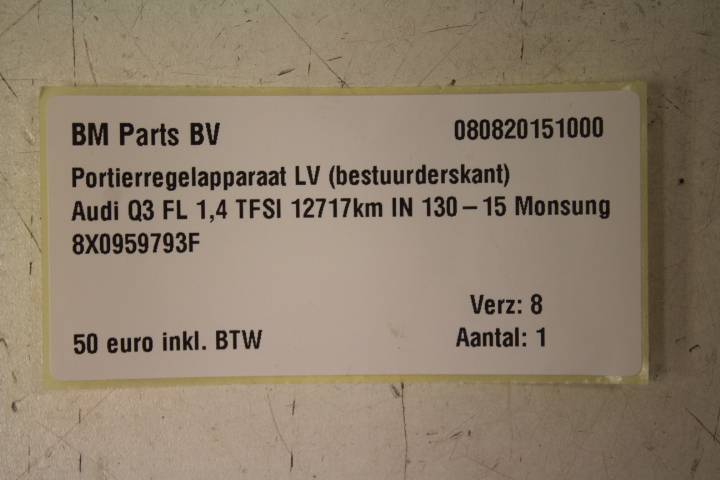 BM Parts BV 080820151000
Portierregelapparaat LV (bestuurderskant)
Audi Q3 FL 1,4 TFSI 12717km IN 130 – 15 Monsung
8X0959793F
Verz: 8
50 euro inkl. BTW Aantal: 1